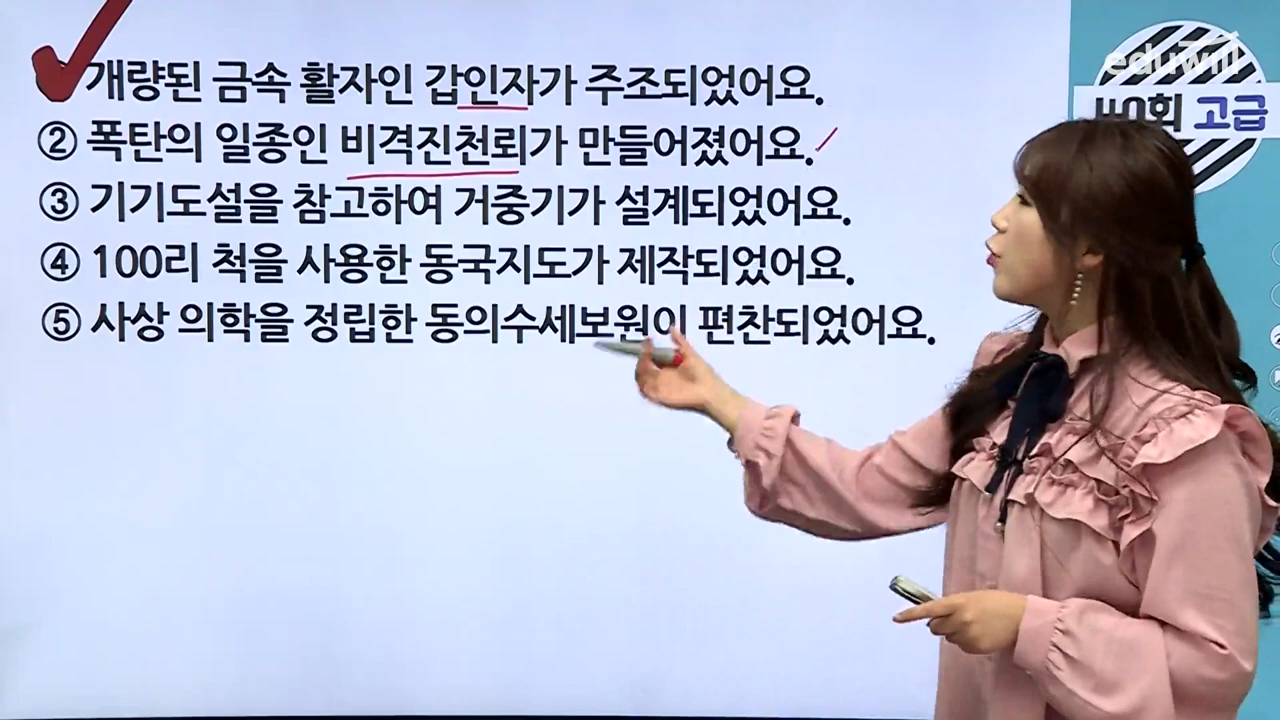 개량된 금속 활자인 갑인자가 주조되었어요.
② 폭탄의 일종인 비격진천뢰가 만들어졌어요.
③ 기기도설을 참고하여 거중기가 설계되었어요.
④ 100리 척을 사용한 동국지도가 제작되었어요.
⑤ 사상 의학을 정립한 동의수세보원이 편찬되었어요.
eduwill
고급